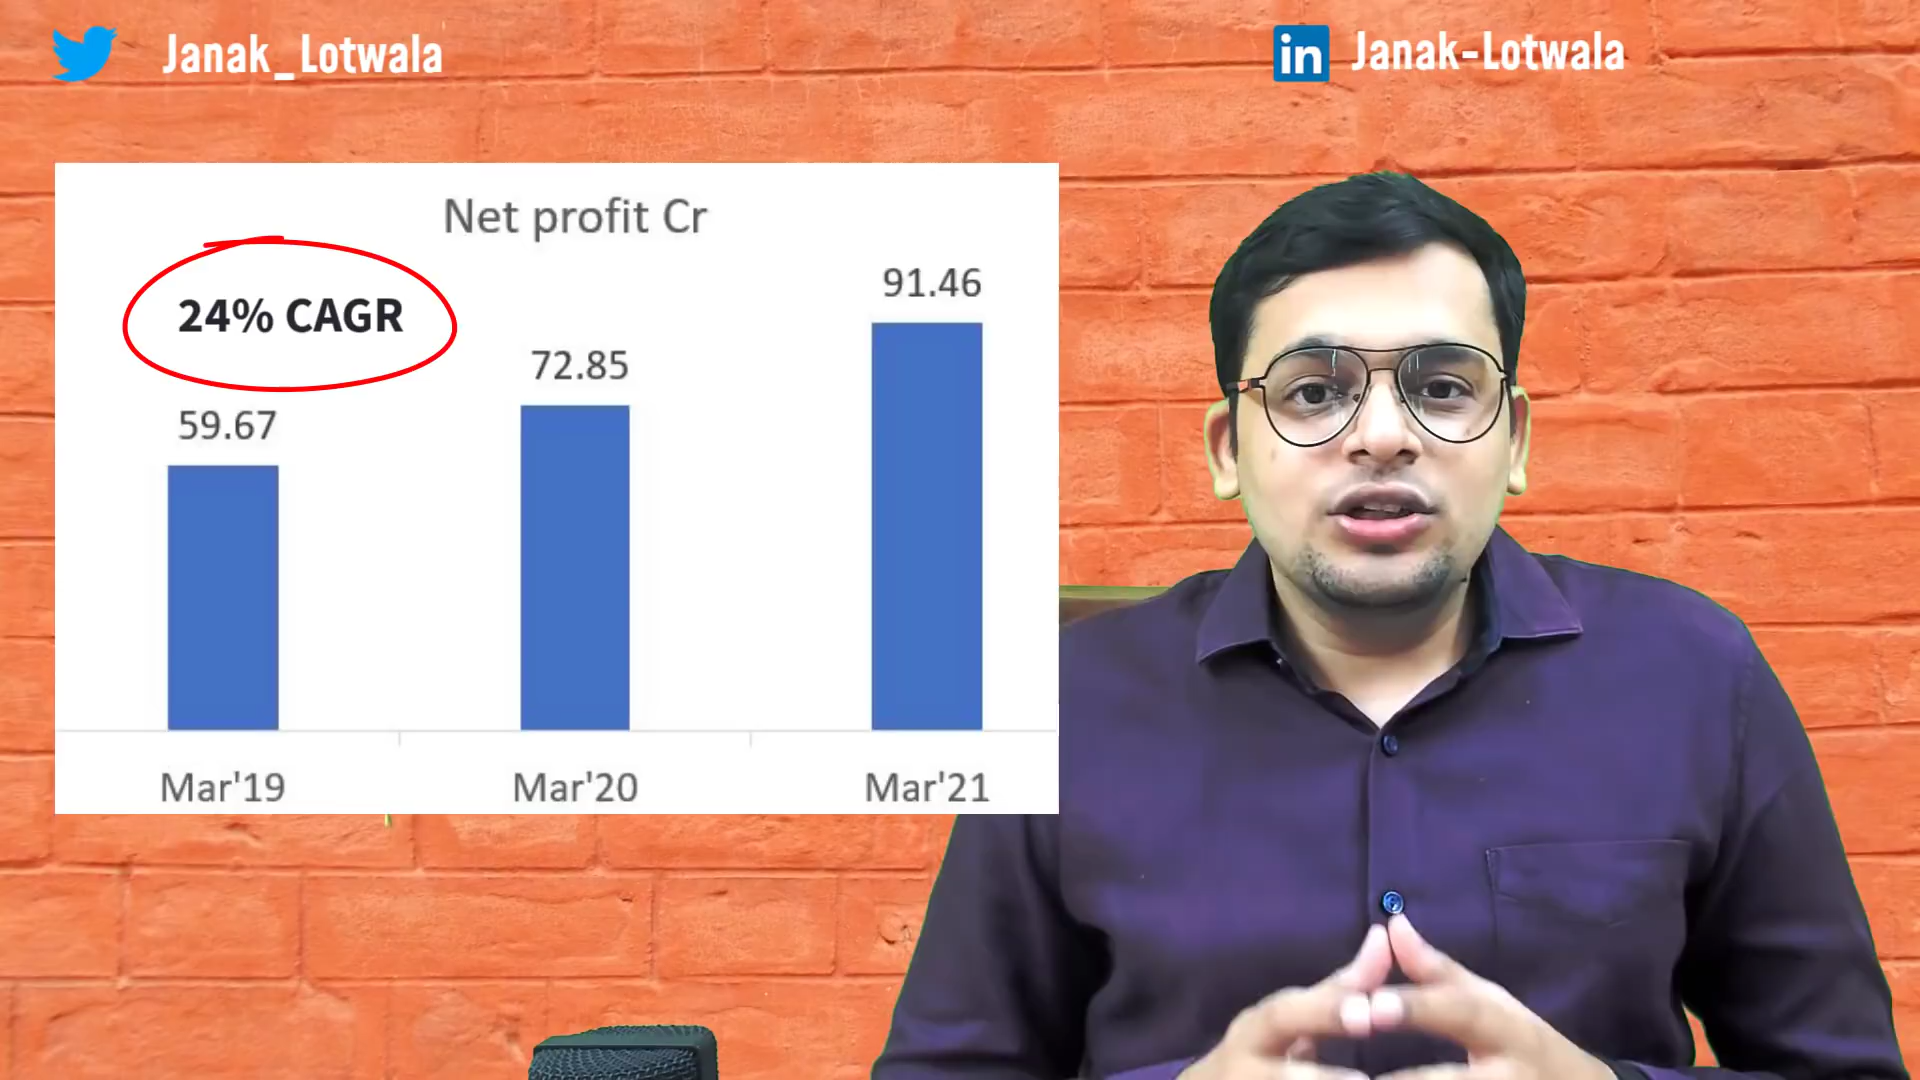 Janak_Lotwala
in Janak-Lotwala
Net profit Cr
24% CAGR
91.46
72.85
59.67
Mar'19 Mar'20 Mar'21